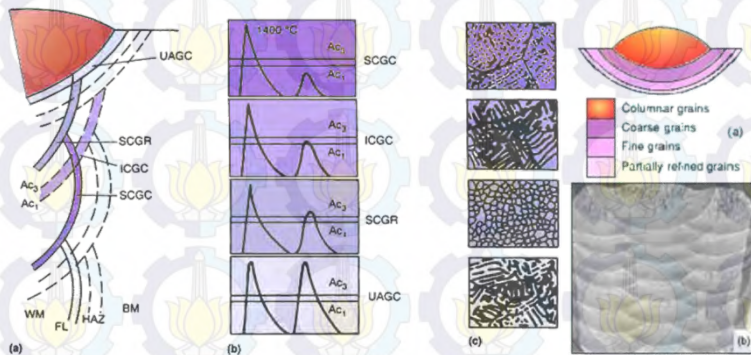 UAGC
SCGR
ICGC
SCGC
Ac3
Ac1
WM
FL
HAZ
BM
(a)
1400 °C
Ac3
Ac1
SCGC
Ac3
Ac1
ICGC
Ac3
Ac1
SCGR
Ac3
Ac1
UAGC
(b)
(c)
Columnar grains
Coarse grains
Fine grains
Partially refined grains
(a)
(b)